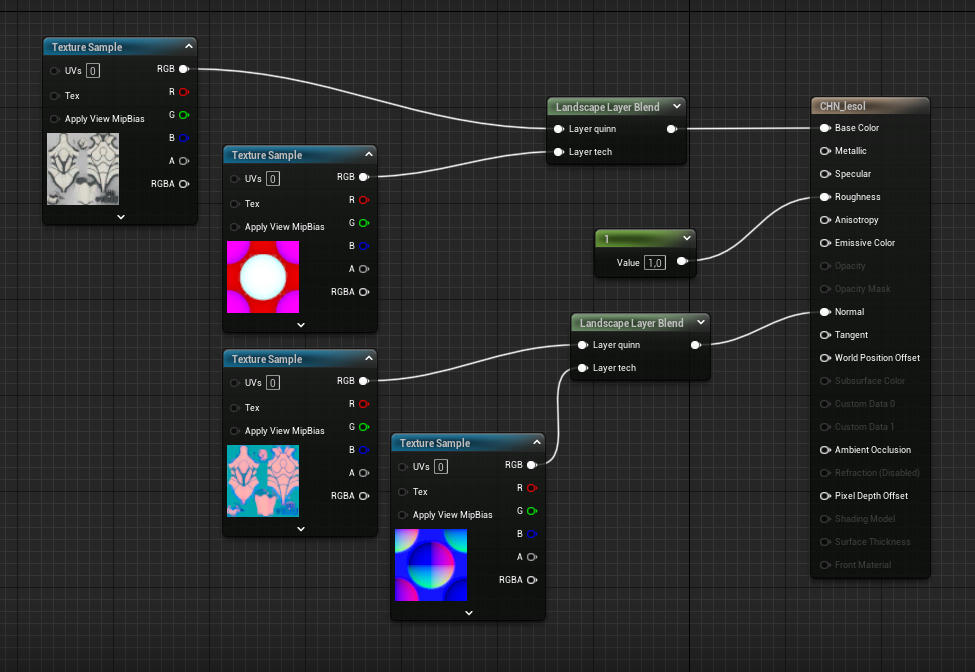 Texture Sample
UVs 0
RGB
Tex
R
Apply View MipBias
G
B
A
RGBA
Texture Sample
UVs 0
RGB
Tex
R
Apply View MipBias
G
B
A
RGBA
Texture Sample
UVs 0
RGB
Tex
R
Apply View MipBias
G
B
A
RGBA
Texture Sample
UVs 0
RGB
Tex
R
Apply View MipBias
G
B
A
RGBA
Landscape Layer Blend
Layer quinn
Layer tech
1
Value 1,0
Landscape Layer Blend
Layer quinn
Layer tech
CHN_lesol
Base Color
Metallic
Specular
Roughness
Anisotropy
Emissive Color
Opacity
Opacity Mask
Normal
Tangent
World Position Offset
Subsurface Color
Custom Data 0
Custom Data 1
Ambient Occlusion
Refraction (Disabled)
Pixel Depth Offset
Shading Model
Surface Thickness
Front Material